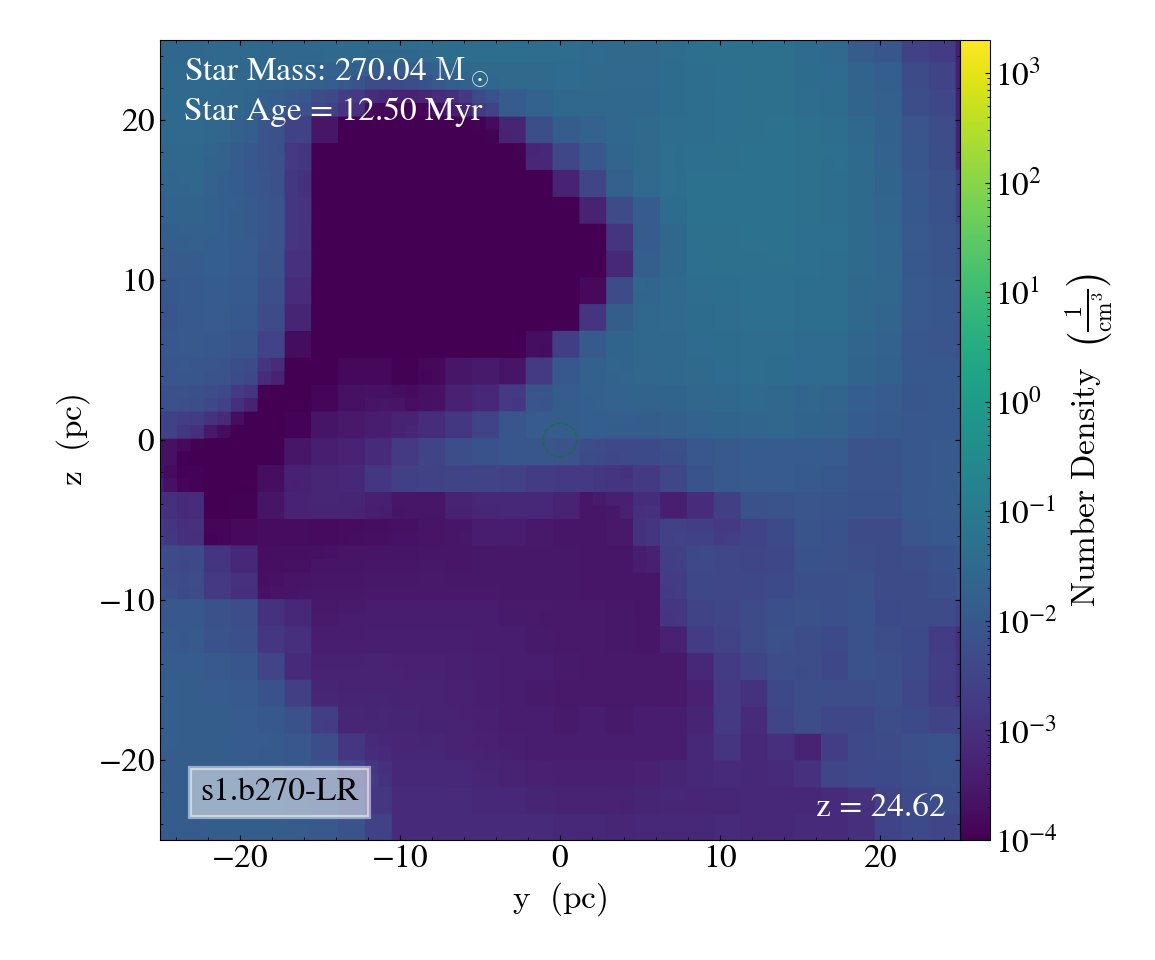 Star Mass: 270.04 M☉
Star Age = 12.50 Myr
20
10
0
−10
−20
z (pc)
s1.b270-LR
z = 24.62
−20
−10
0
10
20
y (pc)
10³
10²
10¹
10⁰
10⁻¹
10⁻²
10⁻³
10⁻⁴
Number Density (1/cm³)